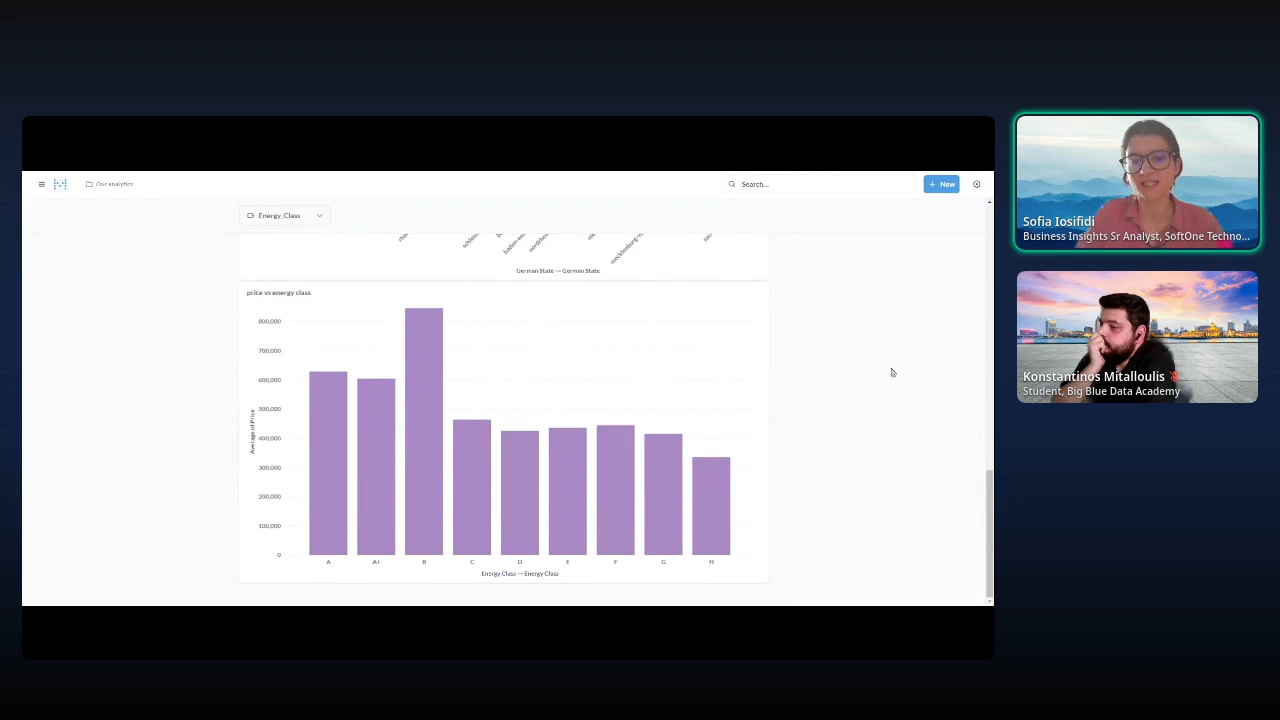 Our analytics
Search...
+ New
Energy_Class
German State → German State
price vs energy class
800,000
700,000
600,000
500,000
400,000
300,000
200,000
100,000
0
Average of Price
A
A+
B
C
D
E
F
G
H
Energy Class → Energy Class
Sofia Iosifidi
Business Insights Sr Analyst, SoftOne Techno...
Konstantinos Mitalloulis
Student, Big Blue Data Academy